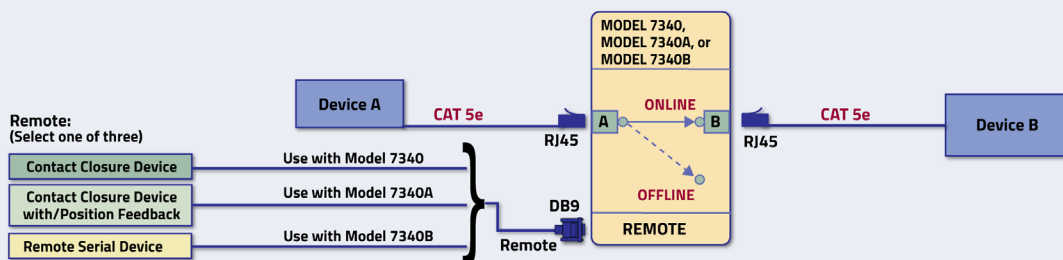 MODEL 7340,
MODEL 7340A, or
MODEL 7340B
Device A
CAT 5e
RJ45
A
ONLINE
B
OFFLINE
RJ45
CAT 5e
Device B
Remote:
(Select one of three)
Contact Closure Device
Use with Model 7340
Contact Closure Device
with/Position Feedback
Use with Model 7340A
Remote Serial Device
Use with Model 7340B
DB9
Remote
REMOTE